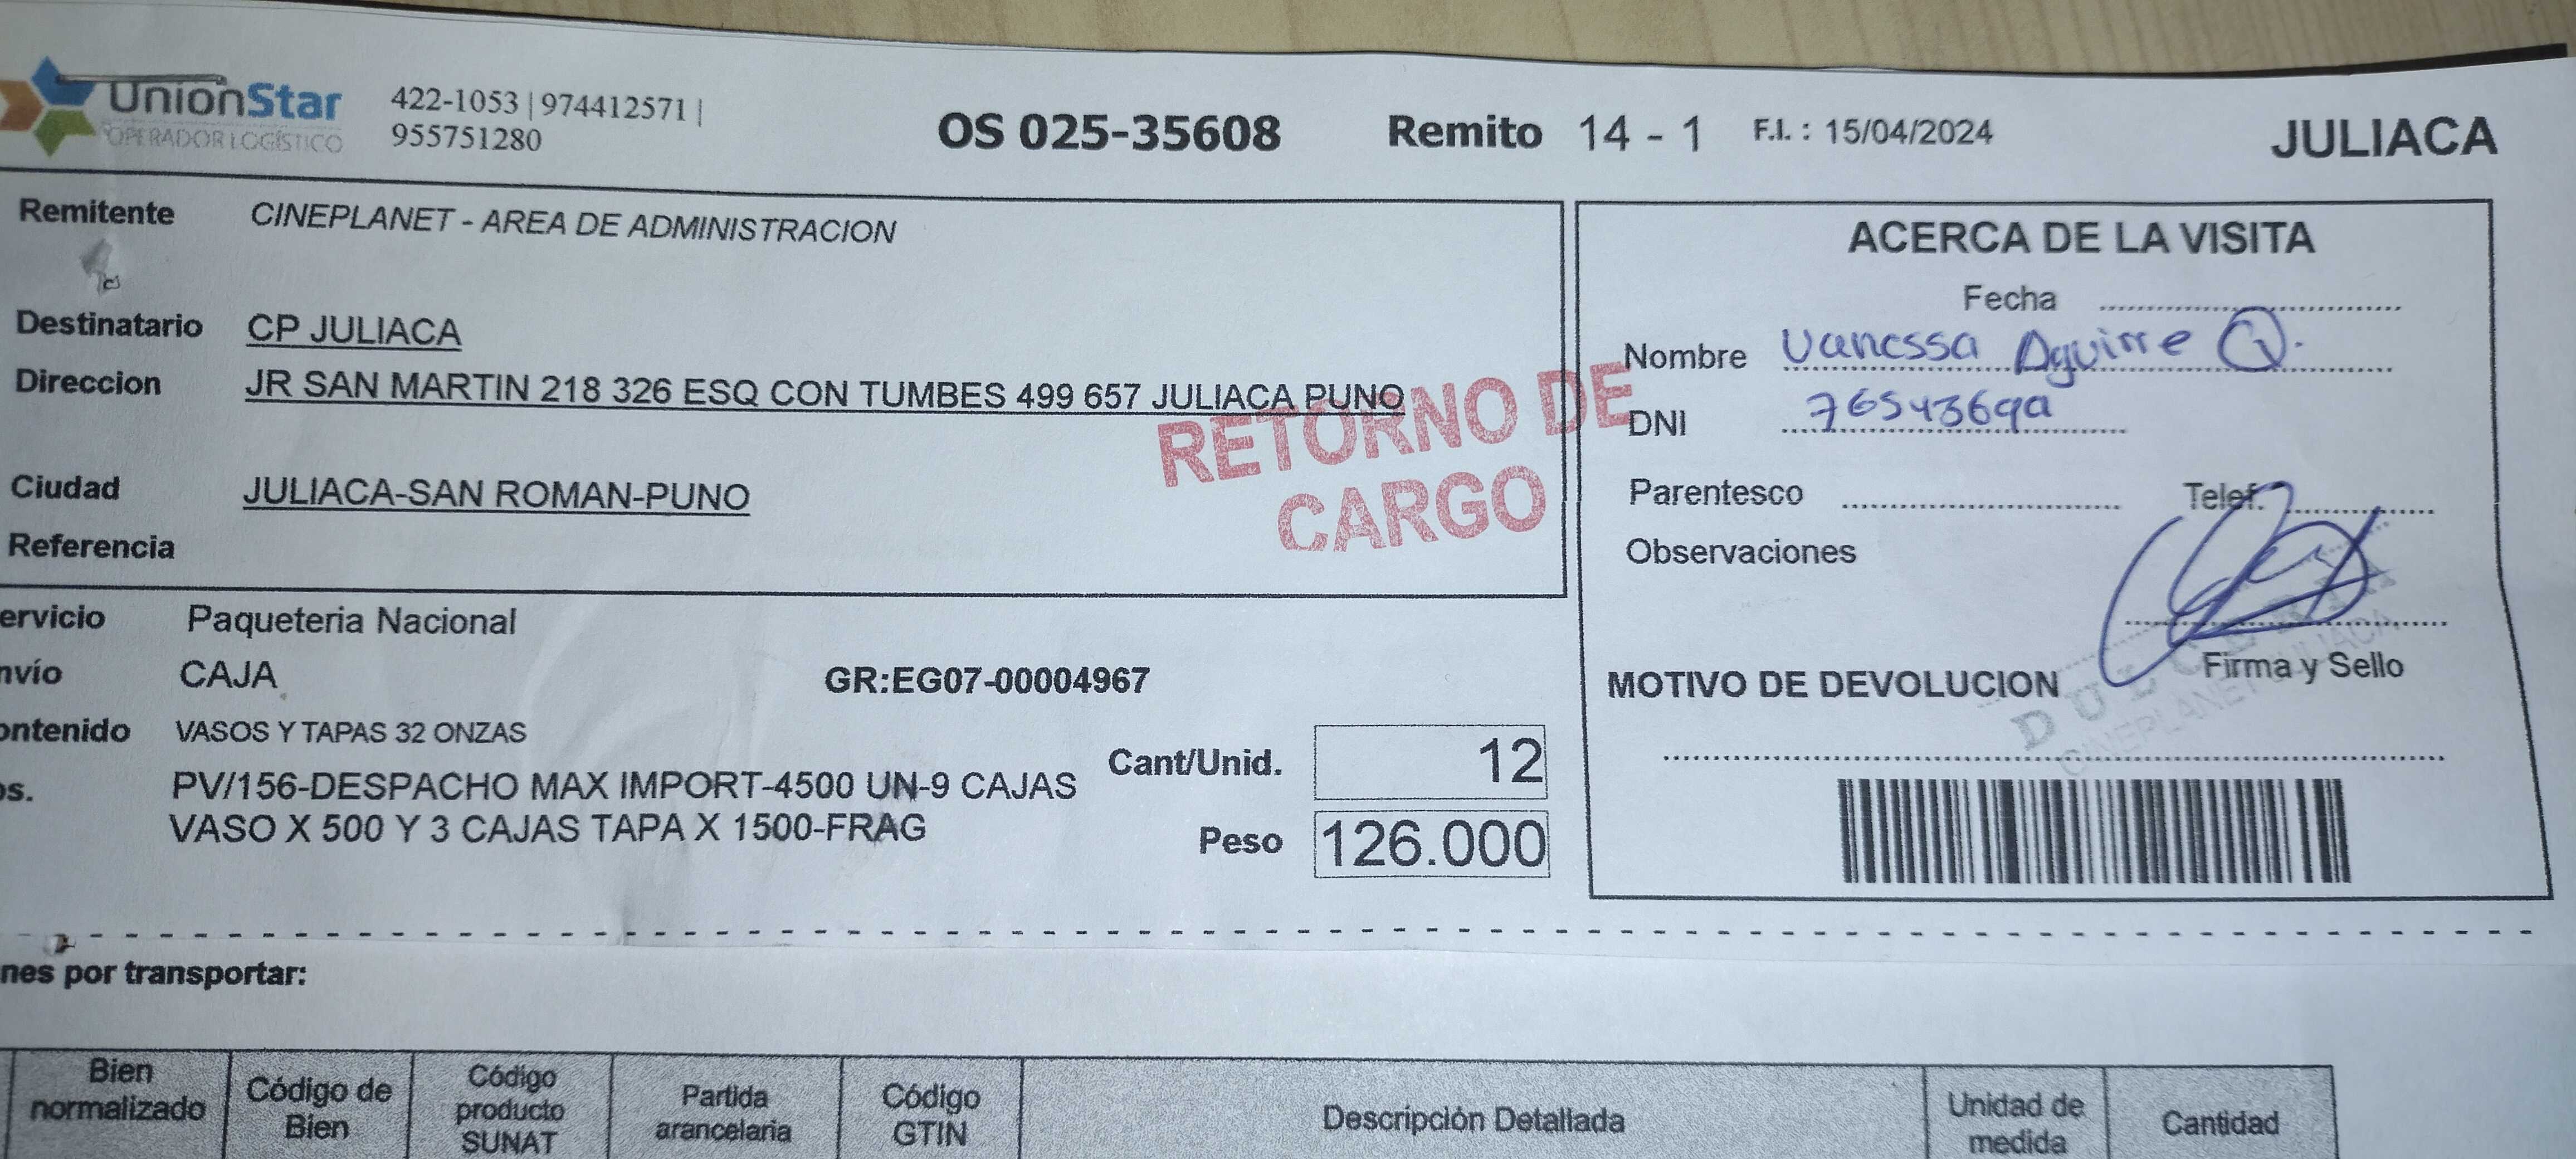 UnionStar
OPERADOR LOGÍSTICO
422-1053 | 974412571 |
955751280
OS 025-35608 Remito 14 - 1 F.I. : 15/04/2024 JULIACA
Remitente CINEPLANET - AREA DE ADMINISTRACION
Destinatario CP JULIACA
Direccion JR SAN MARTIN 218 326 ESQ CON TUMBES 499 657 JULIACA PUNO
RETORNO DE
CARGO
Ciudad JULIACA-SAN ROMAN-PUNO
Referencia
ACERCA DE LA VISITA
Fecha
Nombre Vanessa Aguirre Q.
DNI
Parentesco Telef.
Observaciones
Firma y Sello
MOTIVO DE DEVOLUCION
DULCERIA
CINEPLANET JULIACA
ervicio Paqueteria Nacional
nvío CAJA GR:EG07-00004967
ontenido VASOS Y TAPAS 32 ONZAS
os. PV/156-DESPACHO MAX IMPORT-4500 UN-9 CAJAS
VASO X 500 Y 3 CAJAS TAPA X 1500-FRAG
Cant/Unid. 12
Peso 126.000
nes por transportar:
Bien
normalizado
Código de
Bien
Código
producto
SUNAT
Partida
arancelaria
Código
GTIN
Descripción Detallada
Unidad de
medida
Cantidad